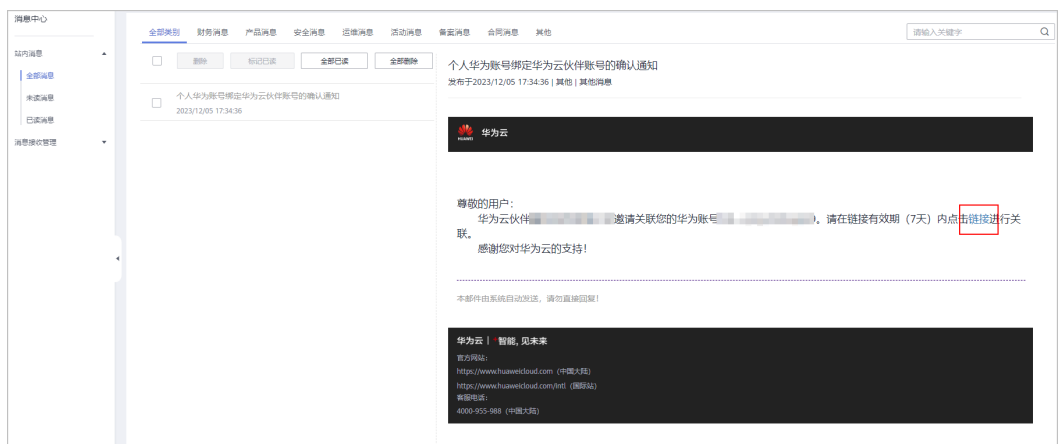 消息中心
站内消息
全部消息
未读消息
已读消息
消息接收管理
全部类别 财务消息 产品消息 安全消息 运维消息 活动消息 备案消息 合同消息 其他
请输入关键字
删除 标记已读 全部已读 全部删除
个人华为账号绑定华为云伙伴账号的确认通知
2023/12/05 17:34:36
个人华为账号绑定华为云伙伴账号的确认通知
发布于2023/12/05 17:34:36 | 其他 | 其他消息
HUAWEI 华为云
尊敬的用户：
华为云伙伴 邀请关联您的华为账号 。请在链接有效期（7天）内点击链接进行关
联。
感谢您对华为云的支持！
本邮件由系统自动发送，请勿直接回复！
华为云 | +智能, 见未来
官方网站：
https://www.huaweicloud.com（中国大陆）
https://www.huaweicloud.com/intl（国际站）
客服电话：
4000-955-988（中国大陆）